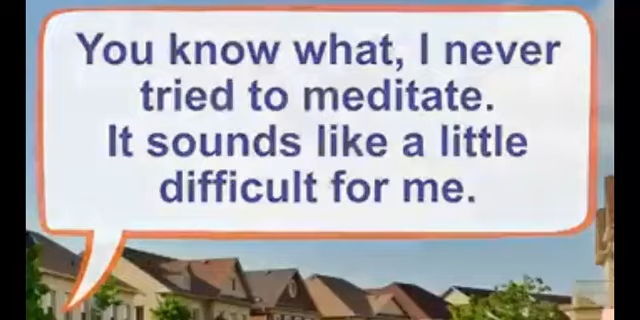 You know what, I never
tried to meditate.
It sounds like a little
difficult for me.